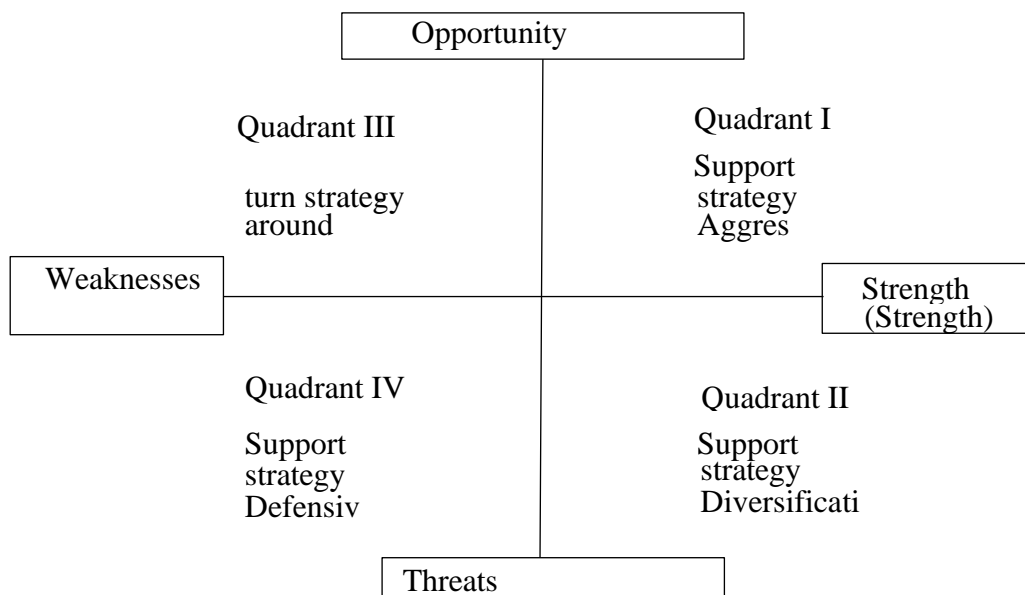 Opportunity
Quadrant III
Quadrant I
turn strategy
around
Support
strategy
Aggres
Weaknesses
Strength
(Strength)
Quadrant IV
Quadrant II
Support
strategy
Defensiv
Support
strategy
Diversificati
Threats